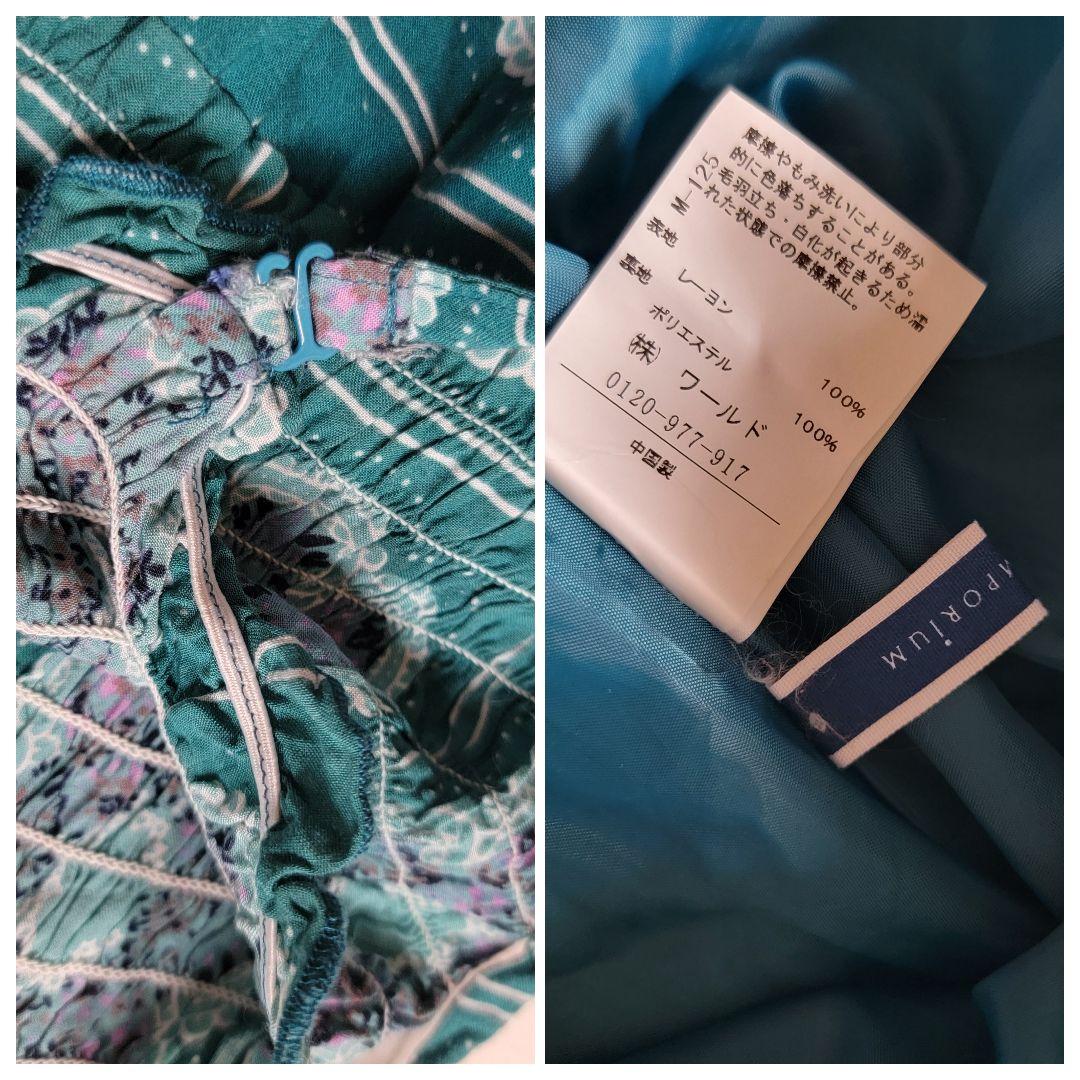 摩擦やもみ洗いにより部分
的に色落ちすることがある。
毛羽立ち．白化が起きるため濡
れた状態での摩擦禁止。
M-125
表地 レーヨン 100%
裏地 ポリエステル 100%
㈱ ワールド
0120-977-917
中国製
MPORiUM